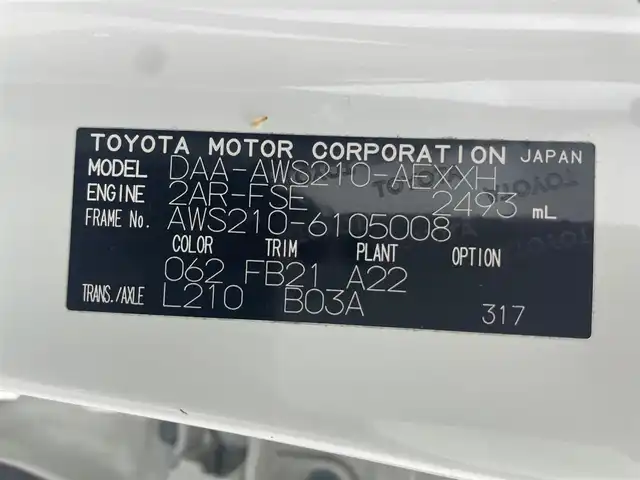 TOYOTA MOTOR CORPORATION JAPAN
MODEL DAA-AWS210-AEXXH
ENGINE 2AR-FSE 2493 mL
FRAME No. AWS210-6105008
COLOR TRIM PLANT OPTION
062 FB21 A22
TRANS./AXLE L210 B03A 317